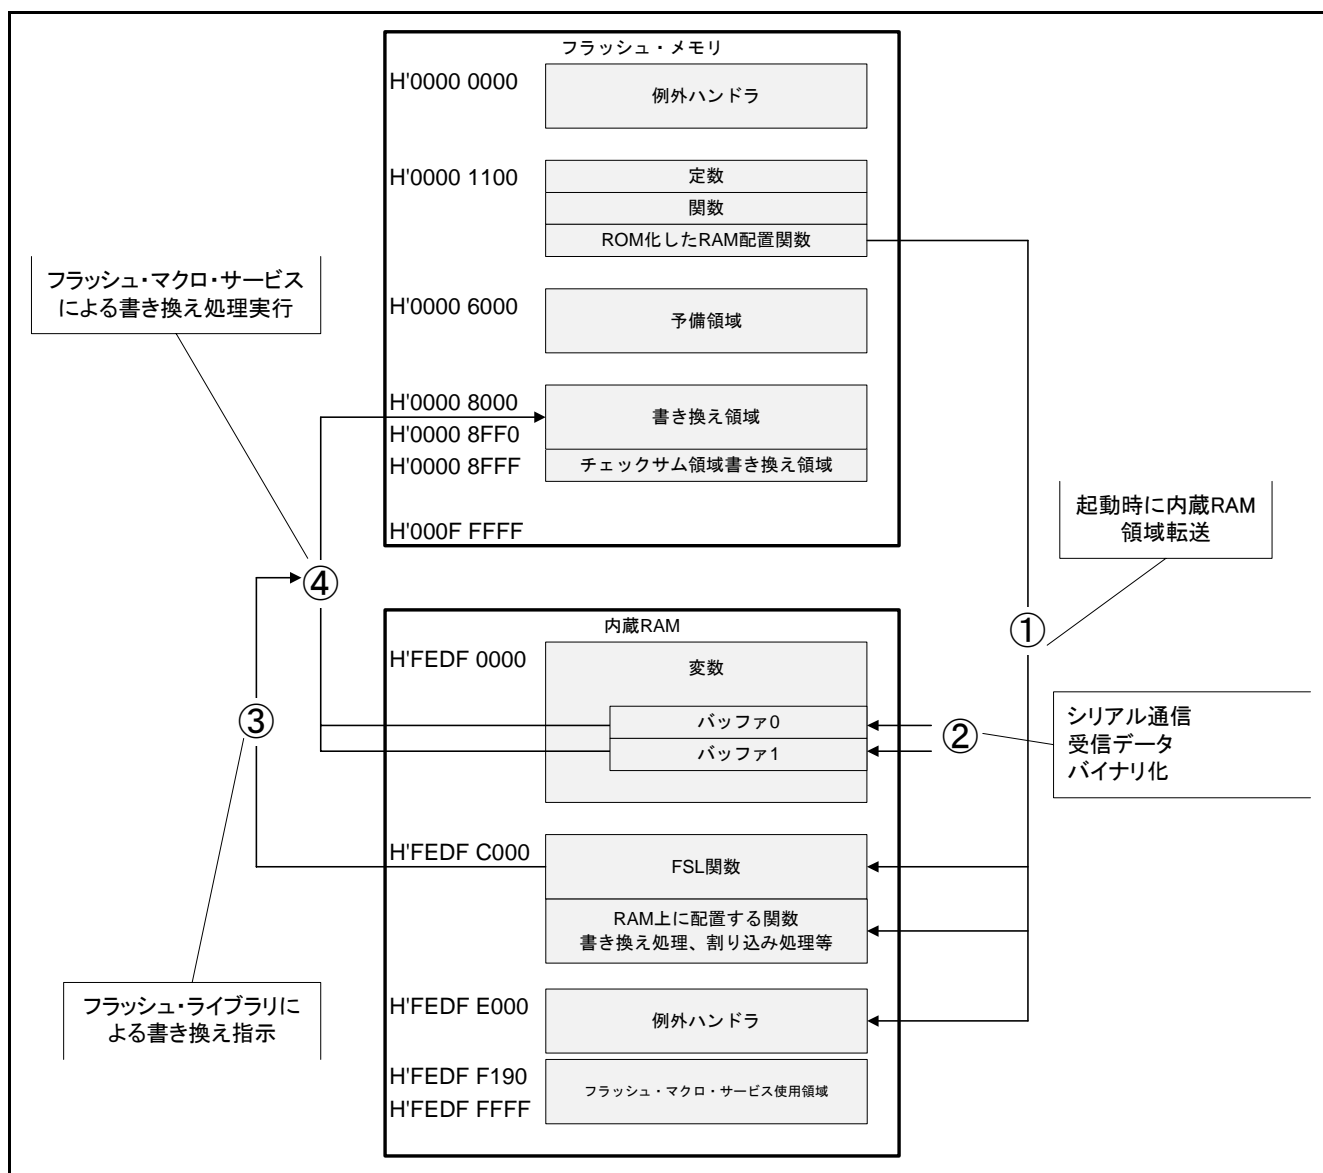 フラッシュ・メモリ
H'0000 0000
例外ハンドラ
H'0000 1100
定数
関数
ROM化したRAM配置関数
フラッシュ・マクロ・サービス
による書き換え処理実行
H'0000 6000
予備領域
H'0000 8000
書き換え領域
H'0000 8FF0
H'0000 8FFF
チェックサム領域書き換え領域
起動時に内蔵RAM
領域転送
H'000F FFFF
④
①
内蔵RAM
H'FEDF 0000
変数
③
バッファ0
バッファ1
②
シリアル通信
受信データ
バイナリ化
H'FEDF C000
FSL関数
RAM上に配置する関数
書き換え処理、割り込み処理等
フラッシュ・ライブラリに
よる書き換え指示
H'FEDF E000
例外ハンドラ
H'FEDF F190
H'FEDF FFFF
フラッシュ・マクロ・サービス使用領域